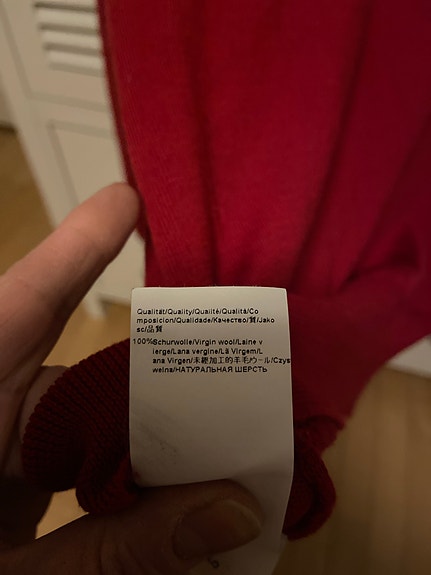 Qualität/Quality/Qualité/Qualità/Co
mposicion/Qualidade/Качество/質/Jako
sc/品質
100%Schurwolle/Virgin wool/Laine v
ierge/Lana vergine/Lã Virgem/L
ana Virgen/未経加工的羊毛/ウール/Czys
wełna/НАТУРАЛЬНАЯ ШЕРСТЬ